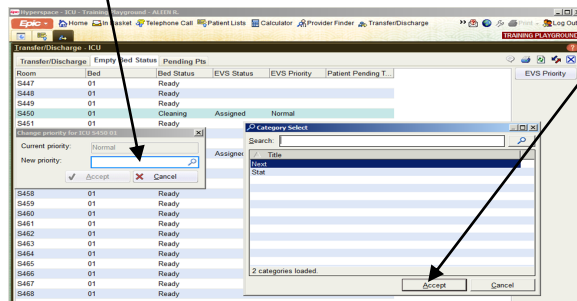 Hyperspace - ICU - Training Playground - ALEER R.
Epic Home In Basket Telephone Call Patient Lists Calculator Provider Finder Transfer/Discharge Print Log Out
TRAINING PLAYGROUND
Transfer/Discharge - ICU
Transfer/Discharge Empty Bed Status Pending Pts
Room Bed Bed Status EVS Status EVS Priority Patient Pending T... EVS Priority
S447 01 Ready
S448 01 Ready
S449 01 Ready
S450 01 Cleaning Assigned Normal
S451 01 Ready
Change priority for ICU S450 01
Current priority: Normal
New priority:
Accept Cancel
Assigned
Category Select
Search:
Title
Next
Stat
2 categories loaded.
Accept Cancel
S458 01 Ready
S459 01 Ready
S460 01 Ready
S461 01 Ready
S462 01 Ready
S463 01 Ready
S464 01 Ready
S465 01 Ready
S466 01 Ready
S467 01 Ready
S468 01 Ready